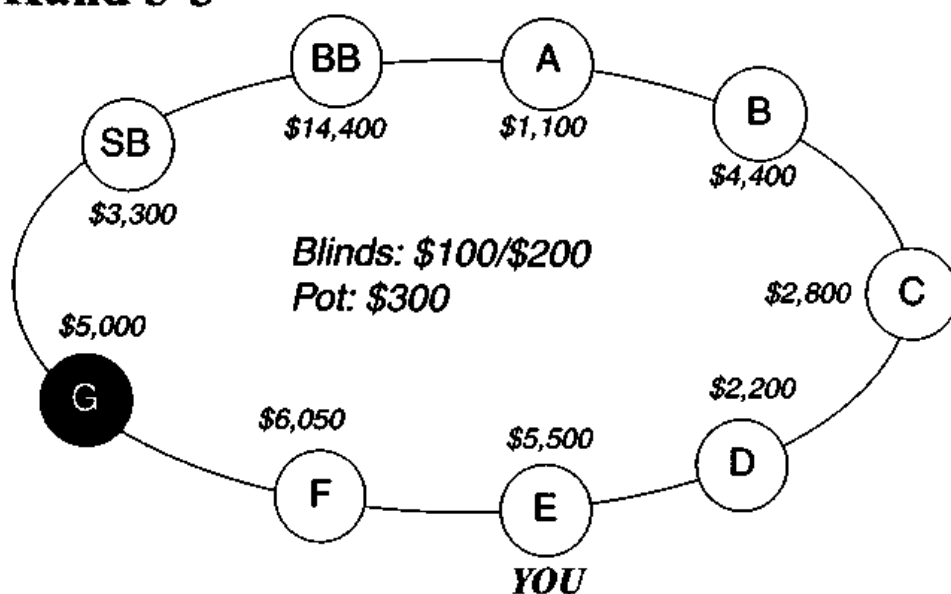 BB
A
B
SB
$14,400
$1,100
$4,400
$3,300
Blinds: $100/$200
Pot: $300
$2,800
C
$5,000
$2,200
G
$6,050
$5,500
D
F
E
YOU